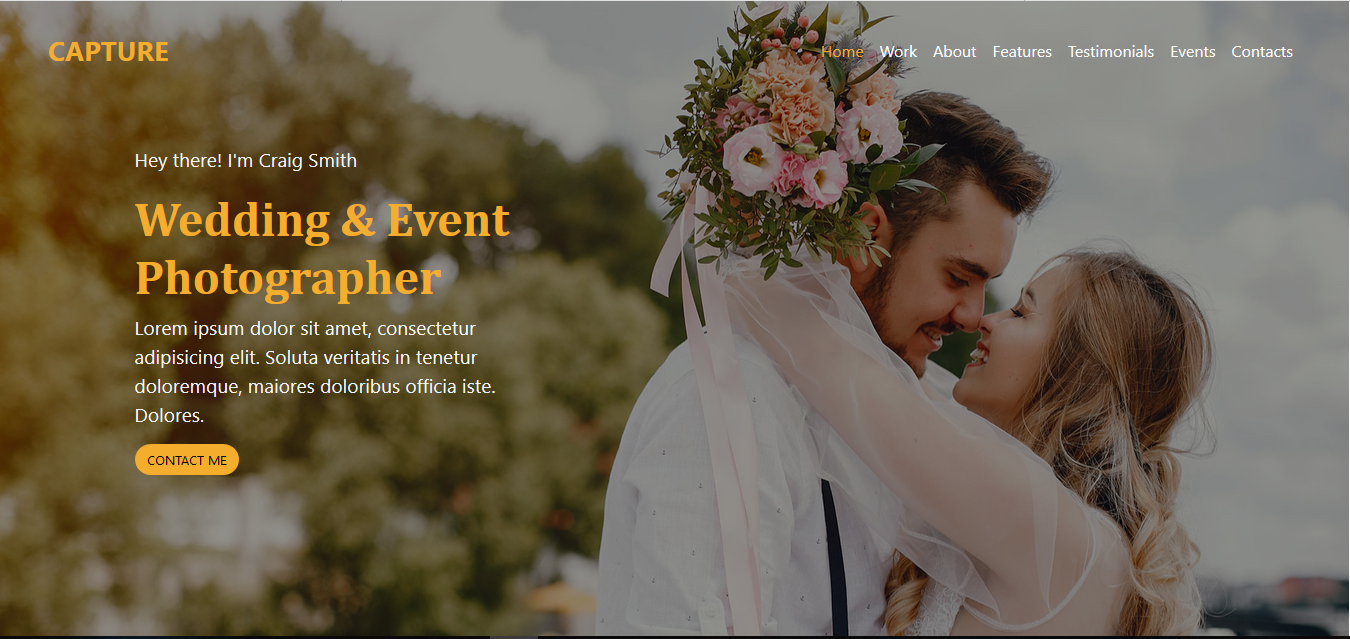 CAPTURE
Home Work About Features Testimonials Events Contacts
Hey there! I'm Craig Smith
Wedding & Event
Photographer
Lorem ipsum dolor sit amet, consectetur
adipisicing elit. Soluta veritatis in tenetur
doloremque, maiores doloribus officia iste.
Dolores.
CONTACT ME